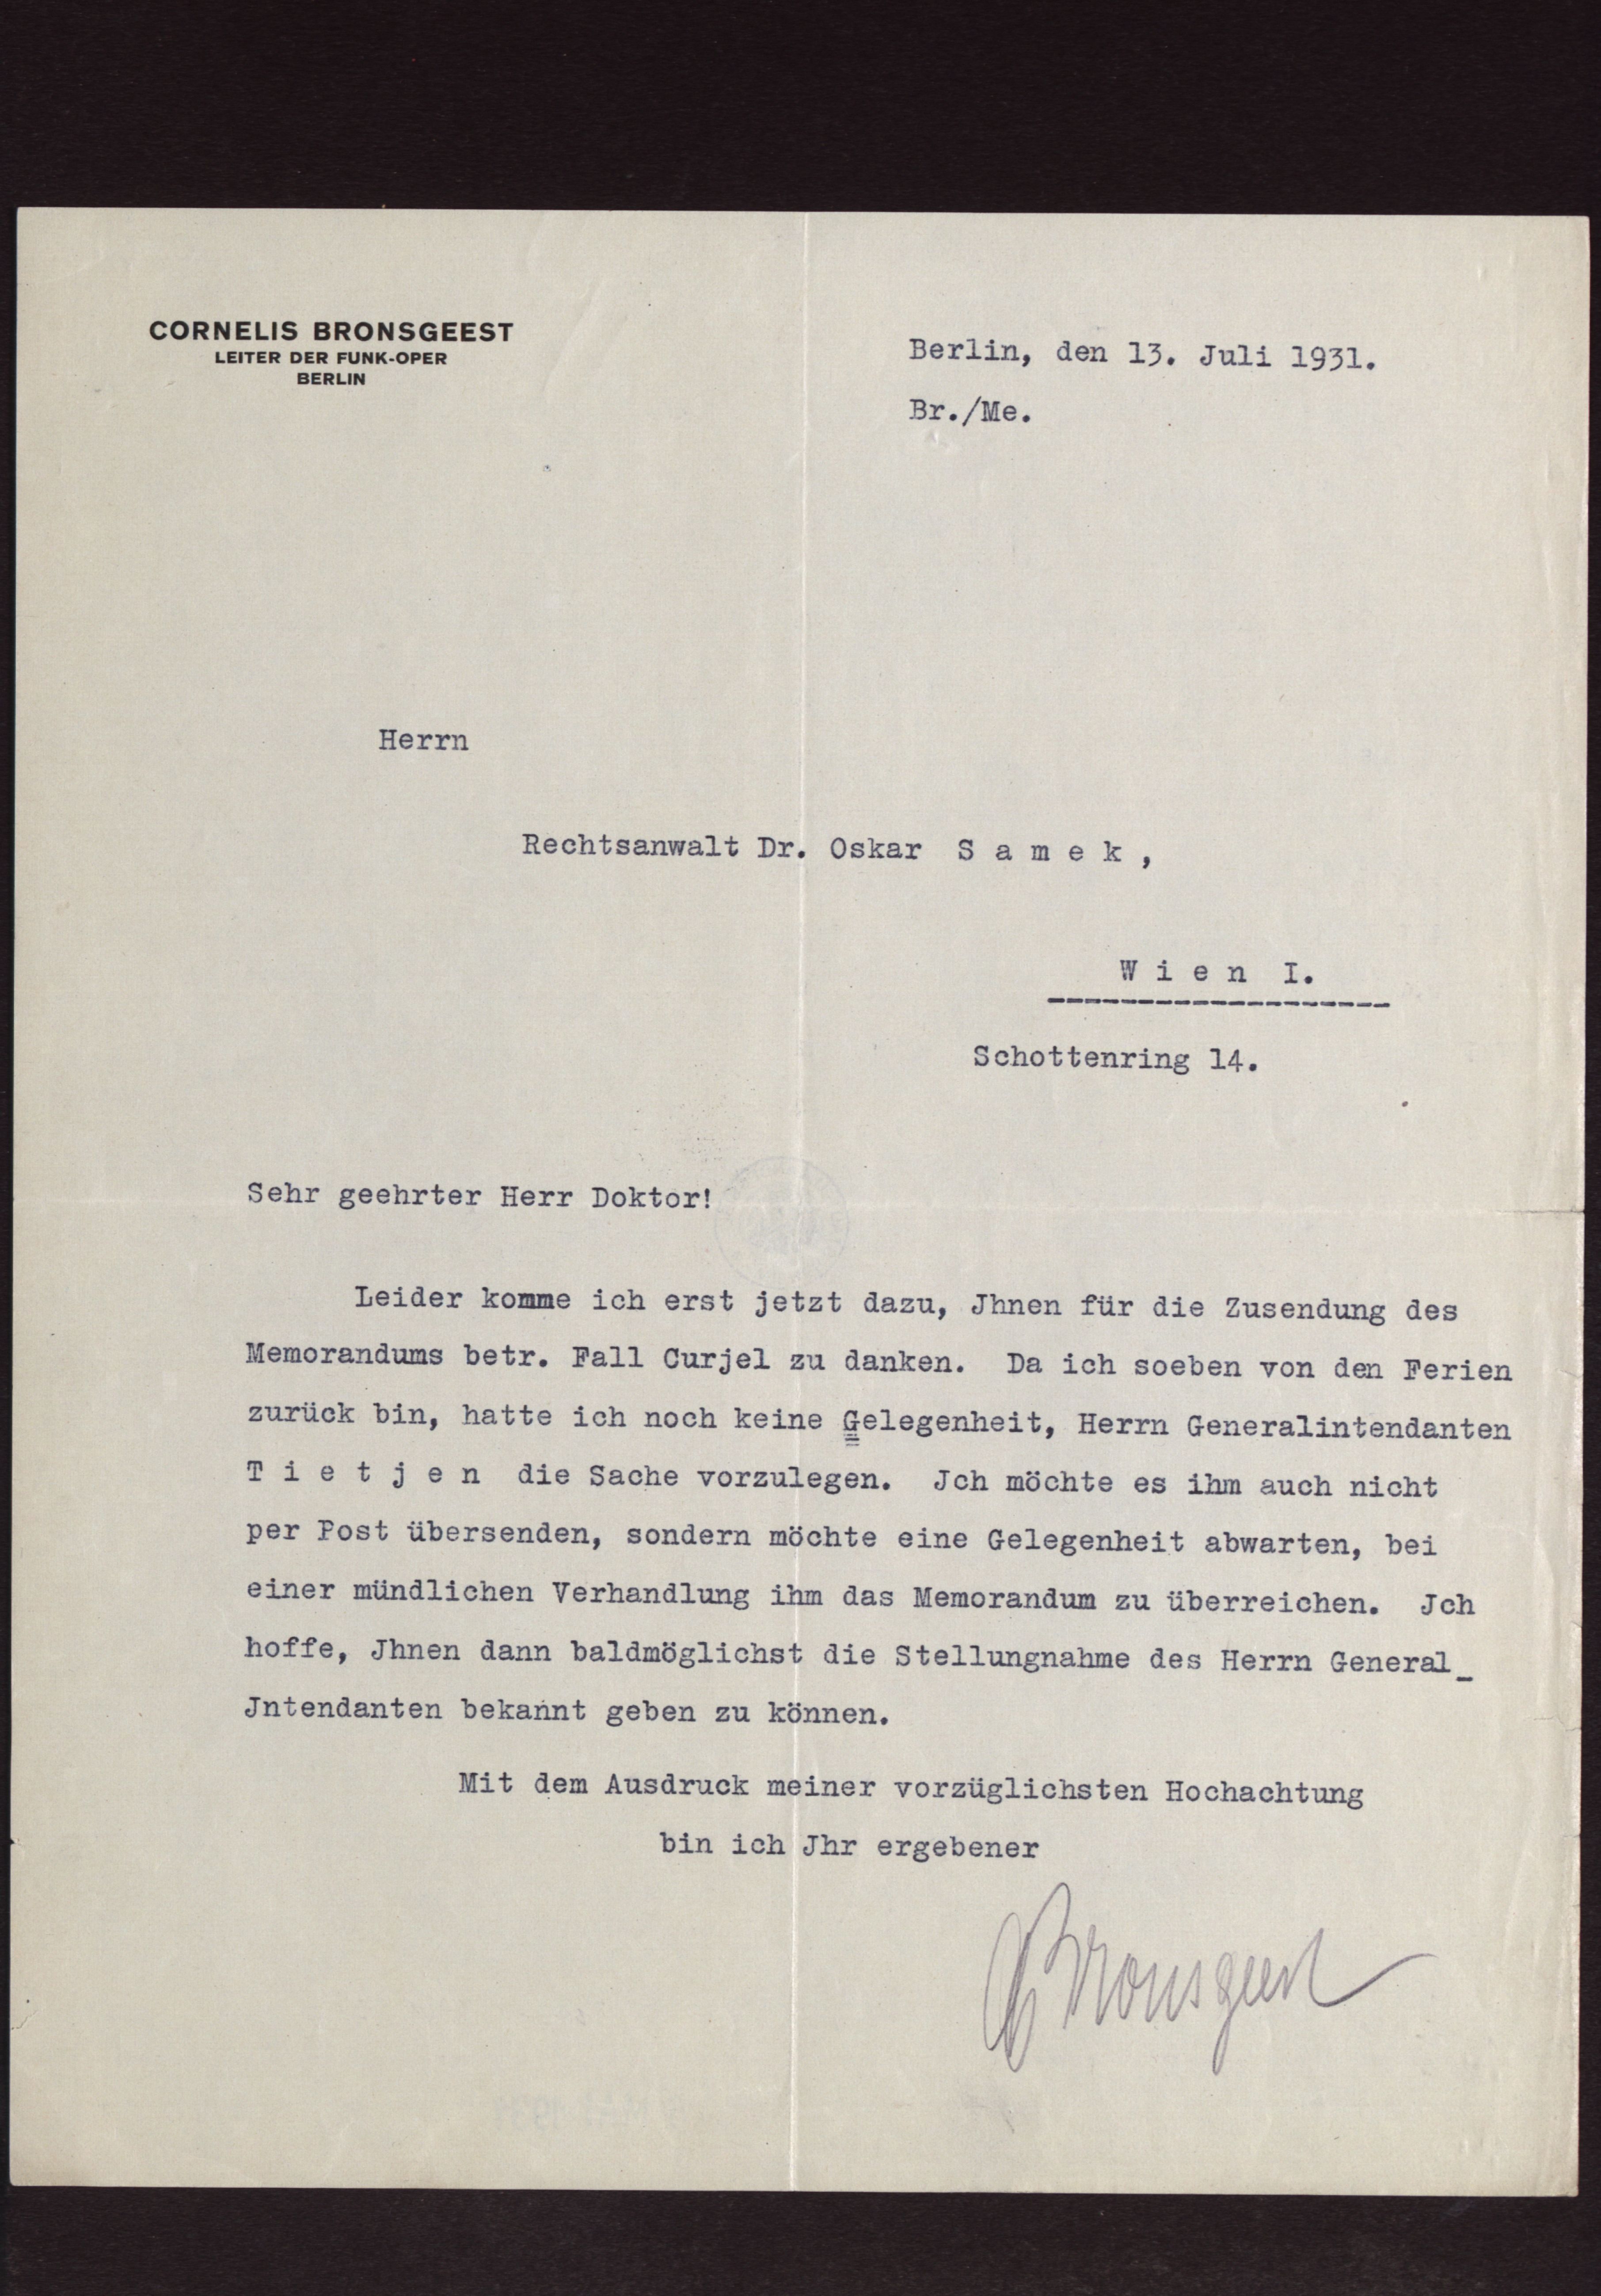 CORNELIS BRONSGEEST
LEITER DER FUNK-OPER
BERLIN
Berlin, den 13. Juli 1931.
Br./Me.
Herrn
Rechtsanwalt Dr. Oskar S a m e k ,
W i e n I.
Schottenring 14.
Sehr geehrter Herr Doktor!
Leider komme ich erst jetzt dazu, Jhnen für die Zusendung des
Memorandums betr. Fall Curjel zu danken. Da ich soeben von den Ferien
zurück bin, hatte ich noch keine Gelegenheit, Herrn Generalintendanten
T i e t j e n die Sache vorzulegen. Jch möchte es ihm auch nicht
per Post übersenden, sondern möchte eine Gelegenheit abwarten, bei
einer mündlichen Verhandlung ihm das Memorandum zu überreichen. Jch
hoffe, Jhnen dann baldmöglichst die Stellungnahme des Herrn General_
Jntendanten bekannt geben zu können.
Mit dem Ausdruck meiner vorzüglichsten Hochachtung
bin ich Jhr ergebener
Bronsgeest